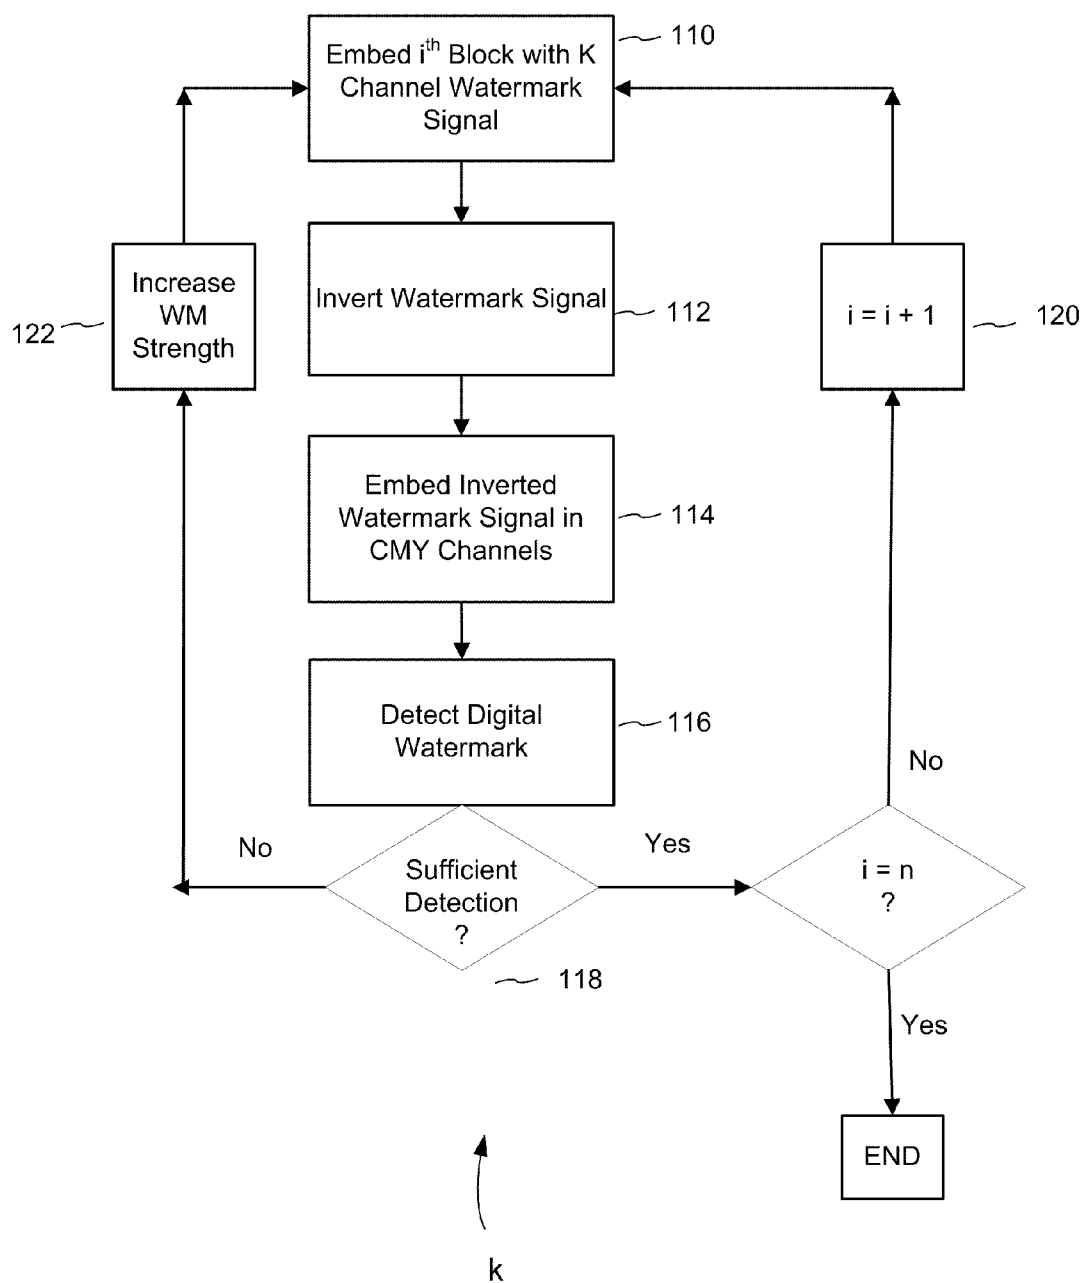 Embed ith Block with K
Channel Watermark
Signal
110
Invert Watermark Signal
112
Increase
WM
Strength
122
i = i + 1
120
Embed Inverted
Watermark Signal in
CMY Channels
114
Detect Digital
Watermark
116
No
Sufficient
Detection
?
118
Yes
i = n
?
No
Yes
END
k